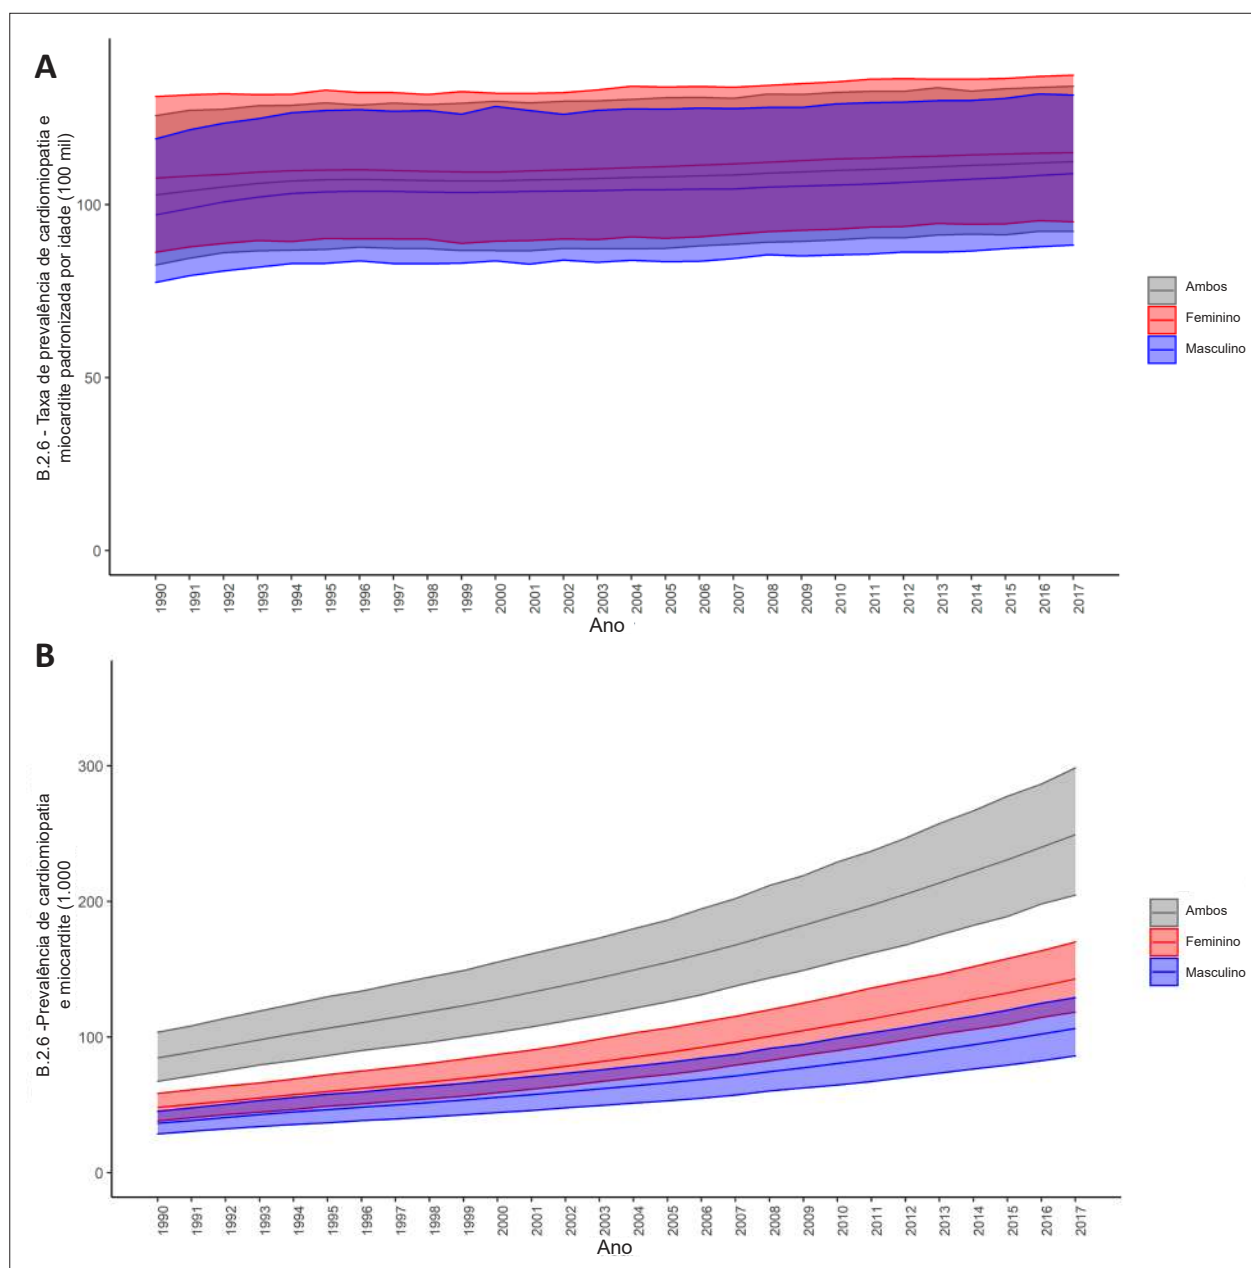 A
B.2.6 - Taxa de prevalência de cardiomiopatia e
miocardite padronizada por idade (100 mil)
100
50
0
1990 1991 1992 1993 1994 1995 1996 1997 1998 1999 2000 2001 2002 2003 2004 2005 2006 2007 2008 2009 2010 2011 2012 2013 2014 2015 2016 2017
Ano
Ambos
Feminino
Masculino
B
B.2.6 -Prevalência de cardiomiopatia
e miocardite (1.000
300
200
100
0
1990 1991 1992 1993 1994 1995 1996 1997 1998 1999 2000 2001 2002 2003 2004 2005 2006 2007 2008 2009 2010 2011 2012 2013 2014 2015 2016 2017
Ano
Ambos
Feminino
Masculino